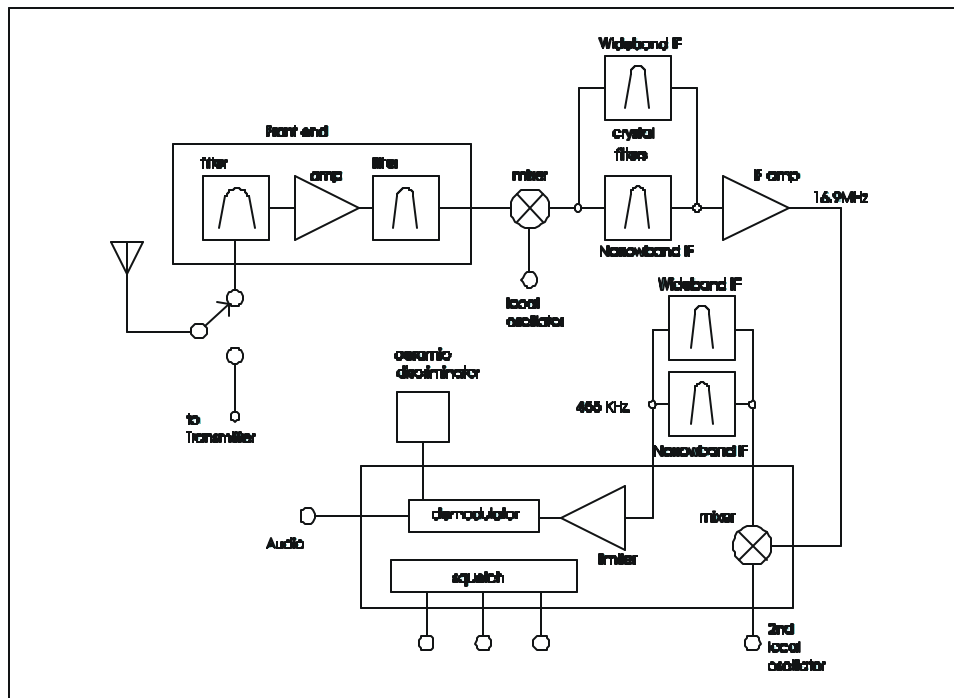 Wideband IF
crystal
filters
Front end
filter
amp
filter
mixer
IF amp
16.9MHz
Narrowband IF
local
oscillator
Wideband IF
ceramic
discriminator
455 KHz
to
Transmitter
Narrowband IF
demodulator
mixer
Audio
limiter
squelch
2nd
local
oscillator